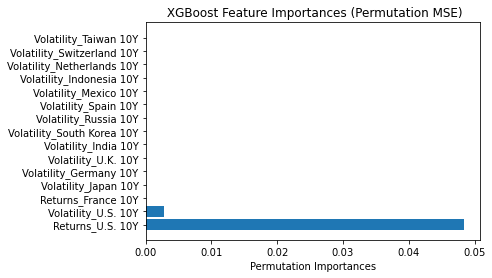 XGBoost Feature Importances (Permutation MSE)
Volatility_Taiwan 10Y
Volatility_Switzerland 10Y
Volatility_Netherlands 10Y
Volatility_Indonesia 10Y
Volatility_Mexico 10Y
Volatility_Spain 10Y
Volatility_Russia 10Y
Volatility_South Korea 10Y
Volatility_India 10Y
Volatility_U.K. 10Y
Volatility_Germany 10Y
Volatility_Japan 10Y
Returns_France 10Y
Volatility_U.S. 10Y
Returns_U.S. 10Y
0.00 0.01 0.02 0.03 0.04 0.05
Permutation Importances